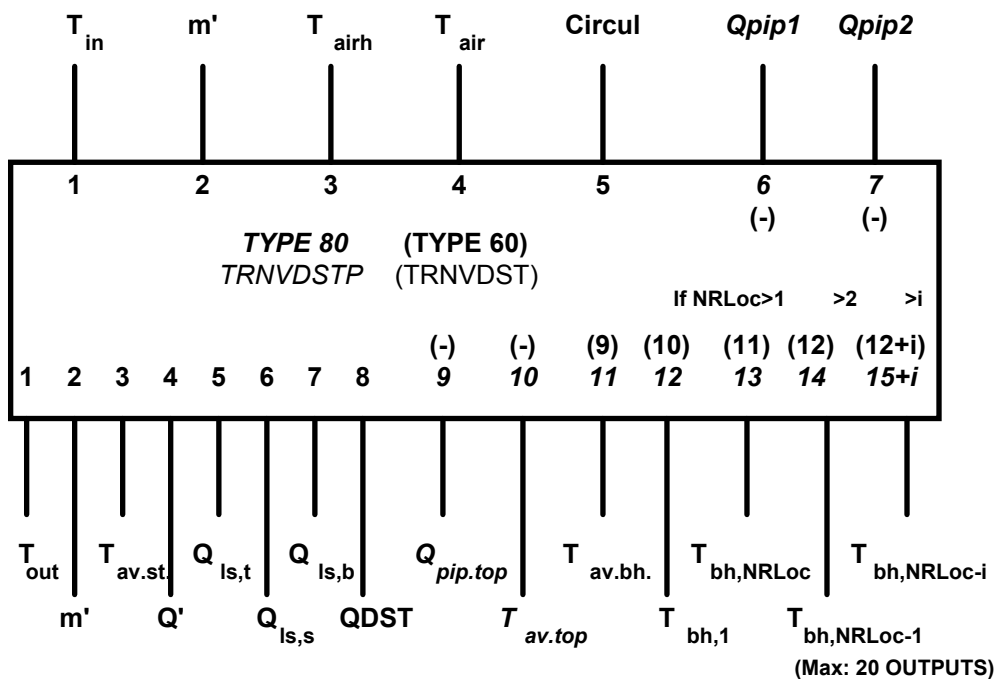 T in m' T airh T air Circul Qpip1 Qpip2
1 2 3 4 5 6 7
(-) (-)
TYPE 80 (TYPE 60)
TRNVDSTP (TRNVDST)
If NRLoc>1 >2 >i
(-) (-) (9) (10) (11) (12) (12+i)
1 2 3 4 5 6 7 8 9 10 11 12 13 14 15+i
T out T av.st. Q ls,t Q ls,b Q pip.top T av.bh. T bh,NRLoc T bh,NRLoc-i
m' Q' Q ls,s QDST T av.top T bh,1 T bh,NRLoc-1
(Max: 20 OUTPUTS)